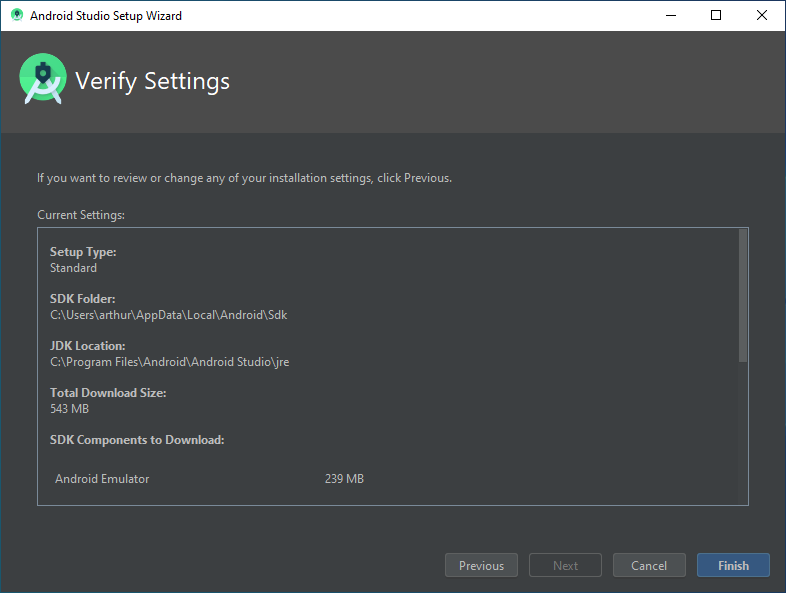 Android Studio Setup Wizard
Verify Settings
If you want to review or change any of your installation settings, click Previous.
Current Settings:
Setup Type:
Standard
SDK Folder:
C:\Users\arthur\AppData\Local\Android\Sdk
JDK Location:
C:\Program Files\Android\Android Studio\jre
Total Download Size:
543 MB
SDK Components to Download:
Android Emulator 239 MB
Previous Next Cancel Finish